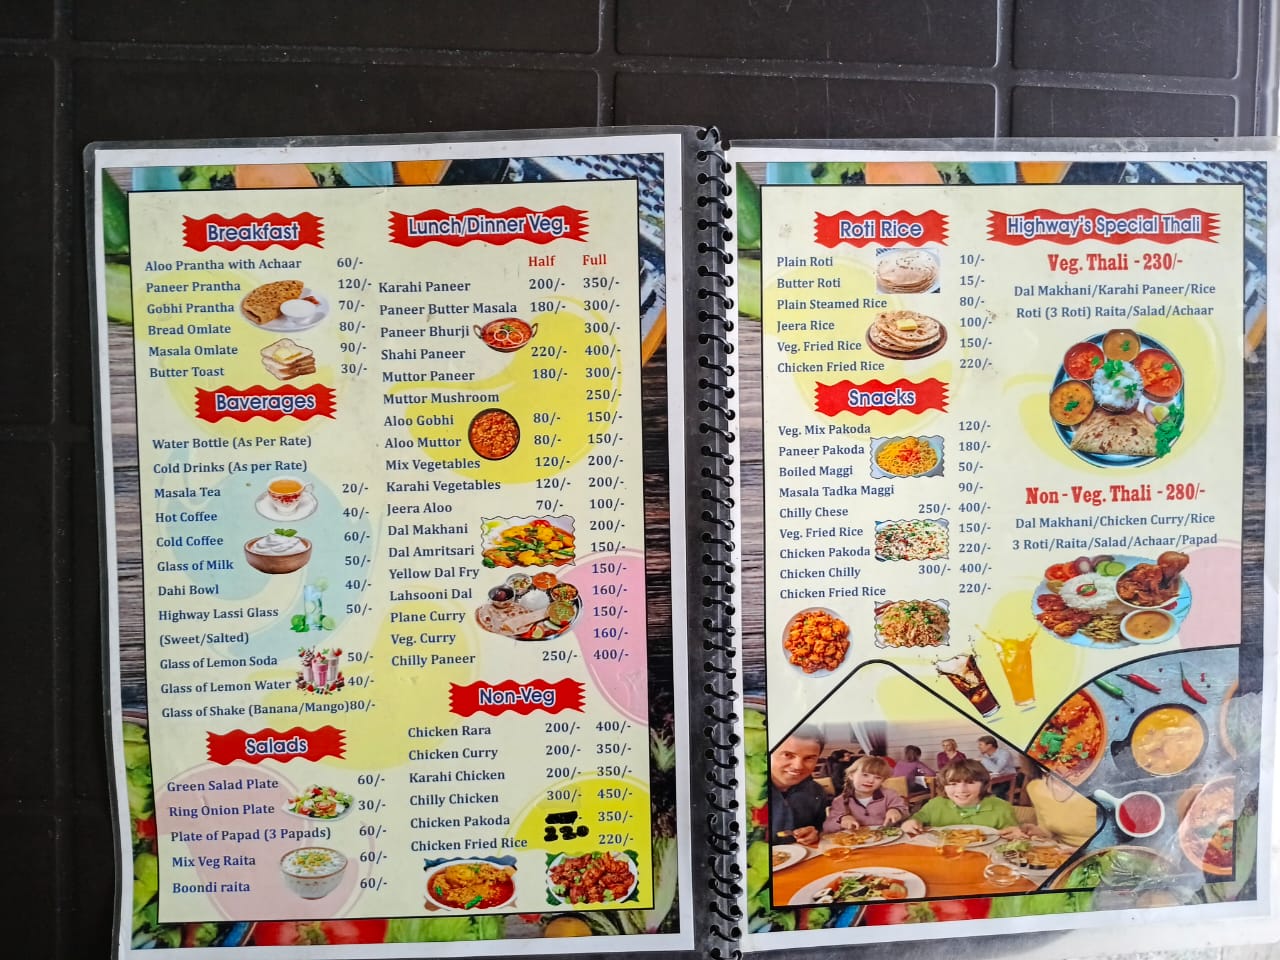 Breakfast
Aloo Prantha with Achaar 60/-
Paneer Prantha 120/-
Gobhi Prantha 70/-
Bread Omlate 80/-
Masala Omlate 90/-
Butter Toast 30/-
Baverages
Water Bottle (As Per Rate)
Cold Drinks (As per Rate)
Masala Tea 20/-
Hot Coffee 40/-
Cold Coffee 60/-
Glass of Milk 50/-
Dahi Bowl 40/-
Highway Lassi Glass 50/-
(Sweet/Salted)
Glass of Lemon Soda 50/-
Glass of Lemon Water 40/-
Glass of Shake (Banana/Mango)80/-
Salads
Green Salad Plate 60/-
Ring Onion Plate 30/-
Plate of Papad (3 Papads) 60/-
Mix Veg Raita 60/-
Boondi raita 60/-
Lunch/Dinner Veg.
Half Full
Karahi Paneer 200/- 350/-
Paneer Butter Masala 180/- 300/-
Paneer Bhurji 300/-
Shahi Paneer 220/- 400/-
Muttor Paneer 180/- 300/-
Muttor Mushroom 250/-
Aloo Gobhi 80/- 150/-
Aloo Muttor 80/- 150/-
Mix Vegetables 120/- 200/-
Karahi Vegetables 120/- 200/-
Jeera Aloo 70/- 100/-
Dal Makhani 200/-
Dal Amritsari 150/-
Yellow Dal Fry 150/-
Lahsooni Dal 160/-
Plane Curry 150/-
Veg. Curry 160/-
Chilly Paneer 250/- 400/-
Non-Veg
Chicken Rara 200/- 400/-
Chicken Curry 200/- 350/-
Karahi Chicken 200/- 350/-
Chilly Chicken 300/- 450/-
Chicken Pakoda 220 350/-
Chicken Fried Rice 220/-
Roti Rice
Plain Roti 10/-
Butter Roti 15/-
Plain Steamed Rice 80/-
Jeera Rice 100/-
Veg. Fried Rice 150/-
Chicken Fried Rice 220/-
Snacks
Veg. Mix Pakoda 120/-
Paneer Pakoda 180/-
Boiled Maggi 50/-
Masala Tadka Maggi 90/-
Chilly Chese 250/- 400/-
Veg. Fried Rice 150/-
Chicken Pakoda 220/-
Chicken Chilly 300/- 400/-
Chicken Fried Rice 220/-
Highway's Special Thali
Veg. Thali - 230/-
Dal Makhani/Karahi Paneer/Rice
Roti (3 Roti) Raita/Salad/Achaar
Non - Veg. Thali - 280/-
Dal Makhani/Chicken Curry/Rice
3 Roti/Raita/Salad/Achaar/Papad